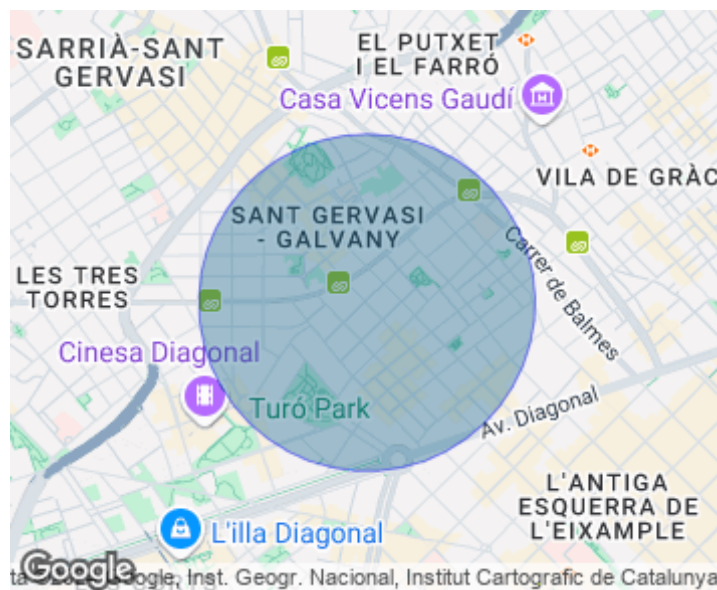 SARRIÀ-SANT
GERVASI
EL PUTXET
I EL FARRÓ
Casa Vicens Gaudí
VILA DE GRÀC
SANT GERVASI
- GALVANY
Carrer de Balmes
LES TRES
TORRES
Cinesa Diagonal
Turó Park
Av. Diagonal
L'ANTIGA
ESQUERRA DE
L'EIXAMPLE
L'illa Diagonal
Google
Inst. Geogr. Nacional, Institut Cartografic de Catalunya